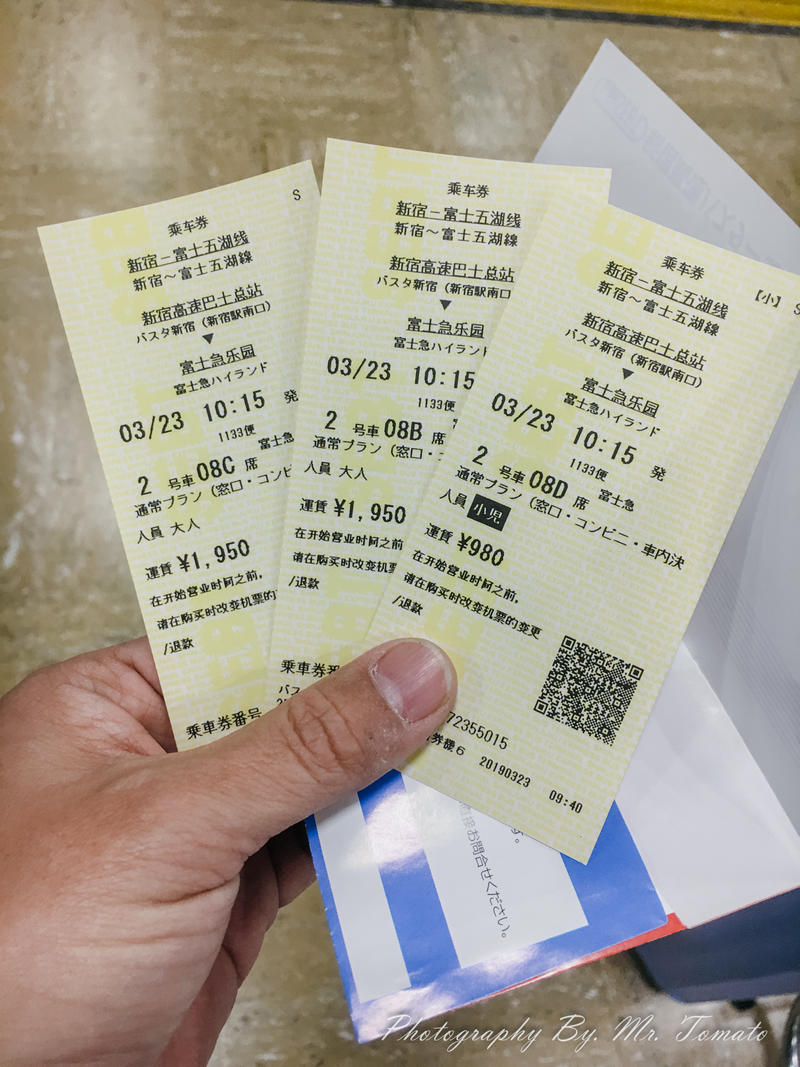 S
乘车券
新宿－富士五湖线
新宿～富士五湖線
新宿高速巴士总站
バスタ新宿（新宿駅南口）
▼
富士急乐园
富士急ハイランド
03/23 10:15 発
1133便
富士急
2 号車 08C 席
通常プラン（窓口・コンビ
人員 大人
運賃 ¥1,950
在开始营业时间之前,
请在购买时改变机票
/退款
乗車券番号
乘车券
新宿－富士五湖线
新宿～富士五湖線
新宿高速巴士总站
バスタ新宿（新宿駅南口
▼
富士急乐园
富士急ハイランド
03/23 10:15
1133便
2 号車 08B 席
通常プラン（窓口・コ
人員 大人
運賃 ¥1,950
在开始营业时间之前
请在购买时改变机票
/退款
乗車券番
バス
乘车券
【小】 S
新宿－富士五湖线
新宿～富士五湖線
新宿高速巴士总站
バスタ新宿（新宿駅南口）
▼
富士急乐园
富士急ハイランド
03/23 10:15 発
1133便
富士急
2 号車 08D 席
通常プラン（窓口・コンビニ・車内決
人員 小児
運賃 ¥980
在开始营业时间之前,
请在购买时改变机票的变更
/退款
72355015
券機6 20190323 09:40
す。
直接お問合せください。
Photography By. Mr. Tomato